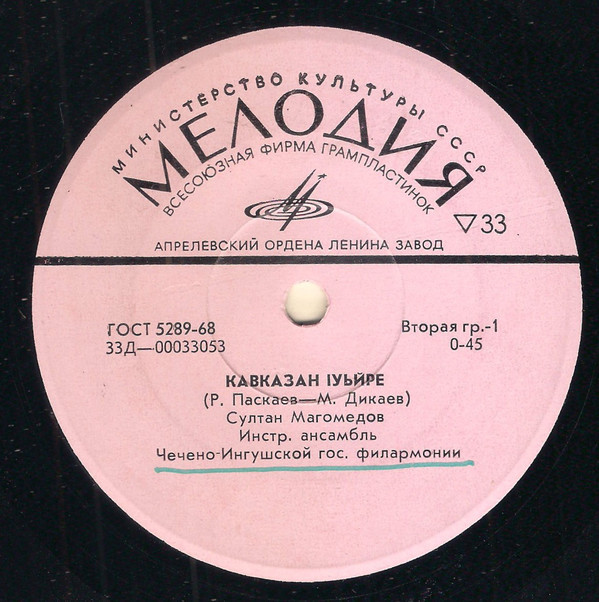 МИНИСТЕРСТВО КУЛЬТУРЫ СССР
МЕЛОДИЯ
ВСЕСОЮЗНАЯ ФИРМА ГРАМПЛАСТИНОК
▽33
АПРЕЛЕВСКИЙ ОРДЕНА ЛЕНИНА ЗАВОД
ГОСТ 5289-68
Вторая гр.-1
33Д—00033053
0-45
КАВКАЗАН IУЬЙРЕ
(Р. Паскаев—М. Дикаев)
Султан Магомедов
Инстр. ансамбль
Чечено-Ингушской гос. филармонии